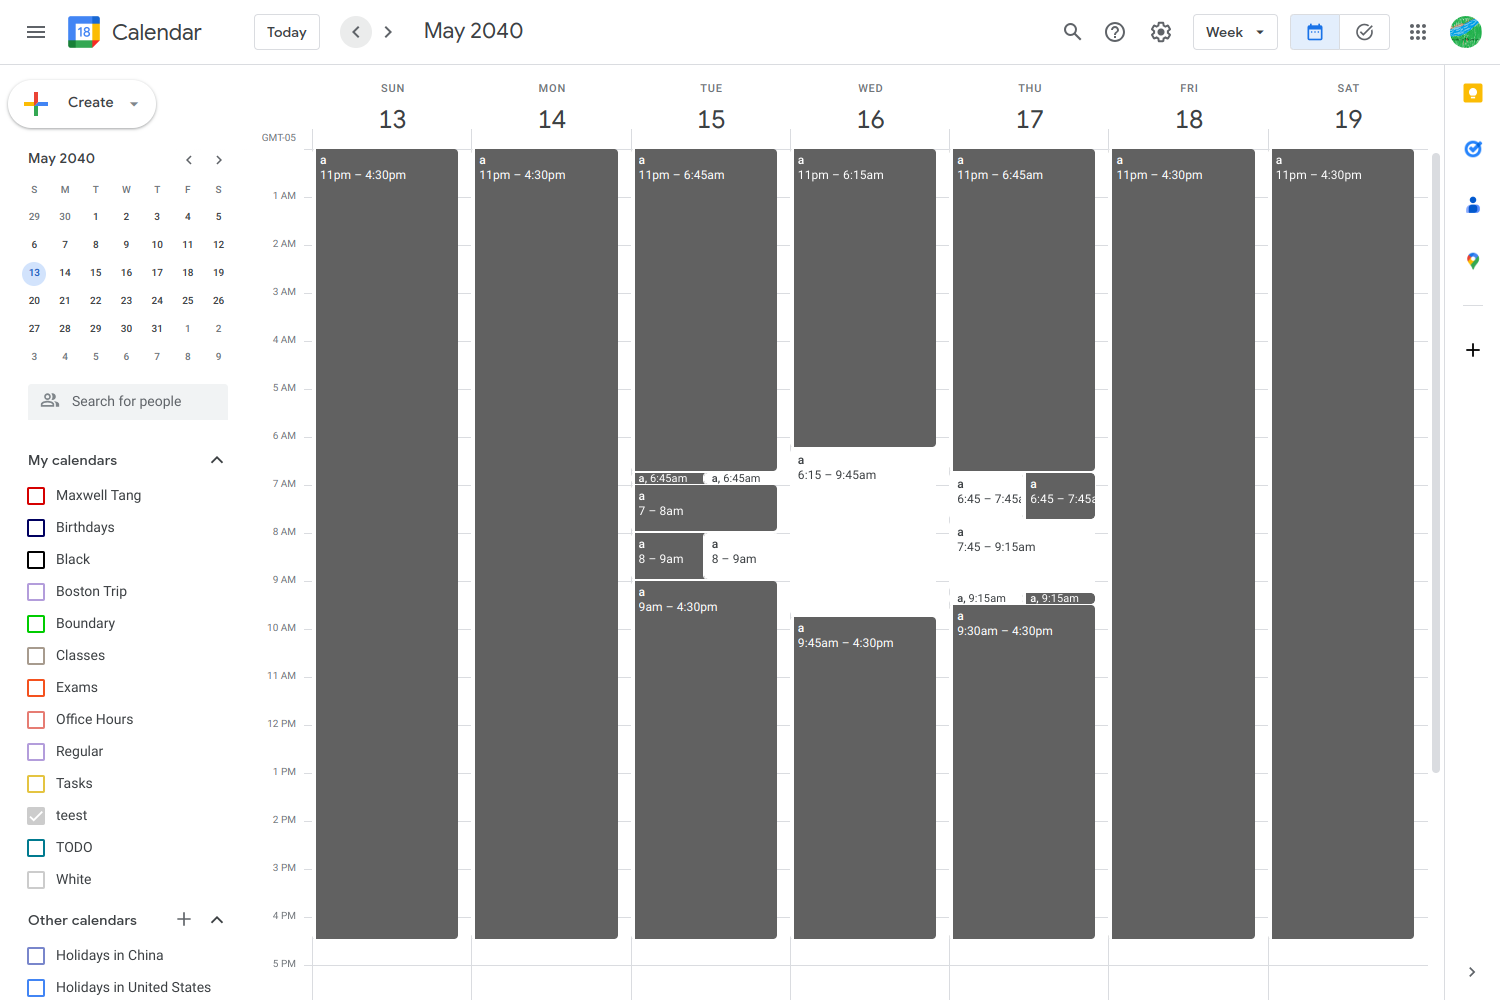 18 Calendar Today May 2040 Week
Create
May 2040
S M T W T F S
29 30 1 2 3 4 5
6 7 8 9 10 11 12
13 14 15 16 17 18 19
20 21 22 23 24 25 26
27 28 29 30 31 1 2
3 4 5 6 7 8 9
Search for people
My calendars
Maxwell Tang
Birthdays
Black
Boston Trip
Boundary
Classes
Exams
Office Hours
Regular
Tasks
teest
TODO
White
Other calendars
Holidays in China
Holidays in United States
SUN MON TUE WED THU FRI SAT
13 14 15 16 17 18 19
GMT-05
1 AM
2 AM
3 AM
4 AM
5 AM
6 AM
7 AM
8 AM
9 AM
10 AM
11 AM
12 PM
1 PM
2 PM
3 PM
4 PM
5 PM
a
11pm – 4:30pm
a
11pm – 4:30pm
a
11pm – 6:45am
a, 6:45am
a, 6:45am
a
7 – 8am
a
8 – 9am
a
8 – 9am
a
9am – 4:30pm
a
11pm – 6:15am
a
6:15 – 9:45am
a
9:45am – 4:30pm
a
11pm – 6:45am
a
6:45 – 7:45a
a
6:45 – 7:45a
a
7:45 – 9:15am
a, 9:15am
a, 9:15am
a
9:30am – 4:30pm
a
11pm – 4:30pm
a
11pm – 4:30pm